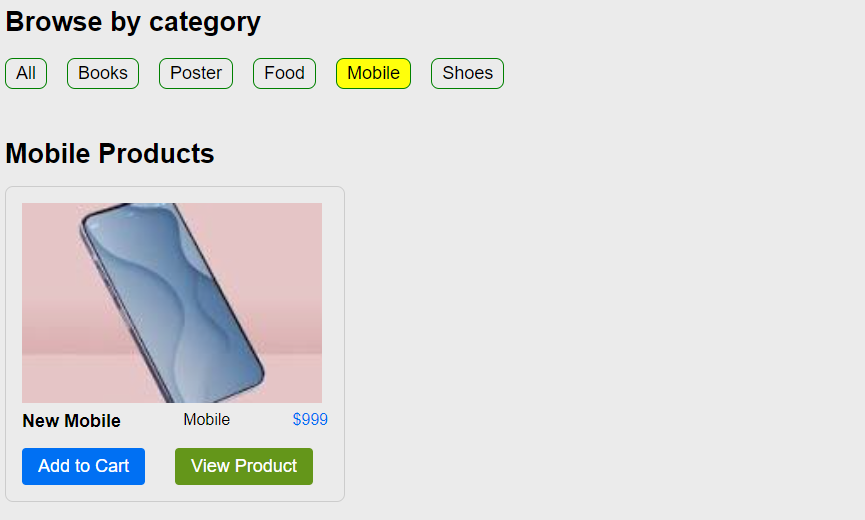 Browse by category
All Books Poster Food Mobile Shoes
Mobile Products
New Mobile Mobile $999
Add to Cart View Product